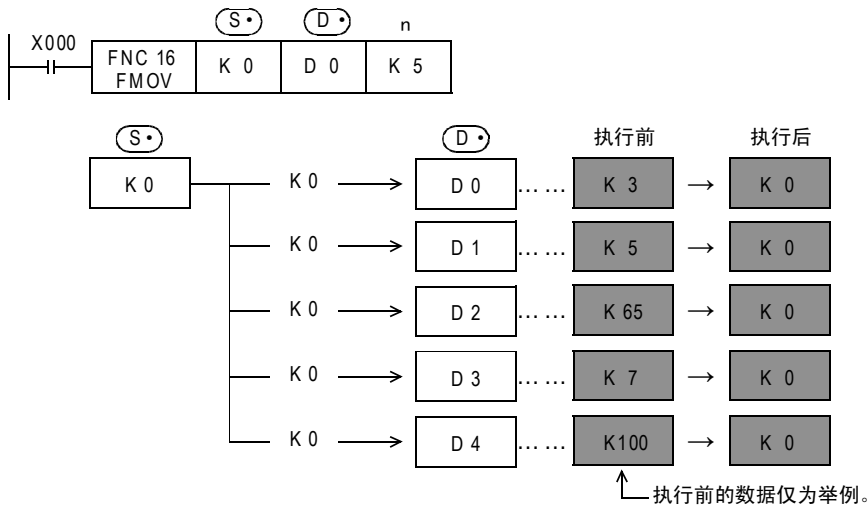 S· D· n
X000 FNC 16 FMOV K 0 D 0 K 5
S· D· 执行前 执行后
K 0 K 0 → D 0 …… K 3 → K 0
K 0 → D 1 …… K 5 → K 0
K 0 → D 2 …… K 65 → K 0
K 0 → D 3 …… K 7 → K 0
K 0 → D 4 …… K100 → K 0
执行前的数据仅为举例。